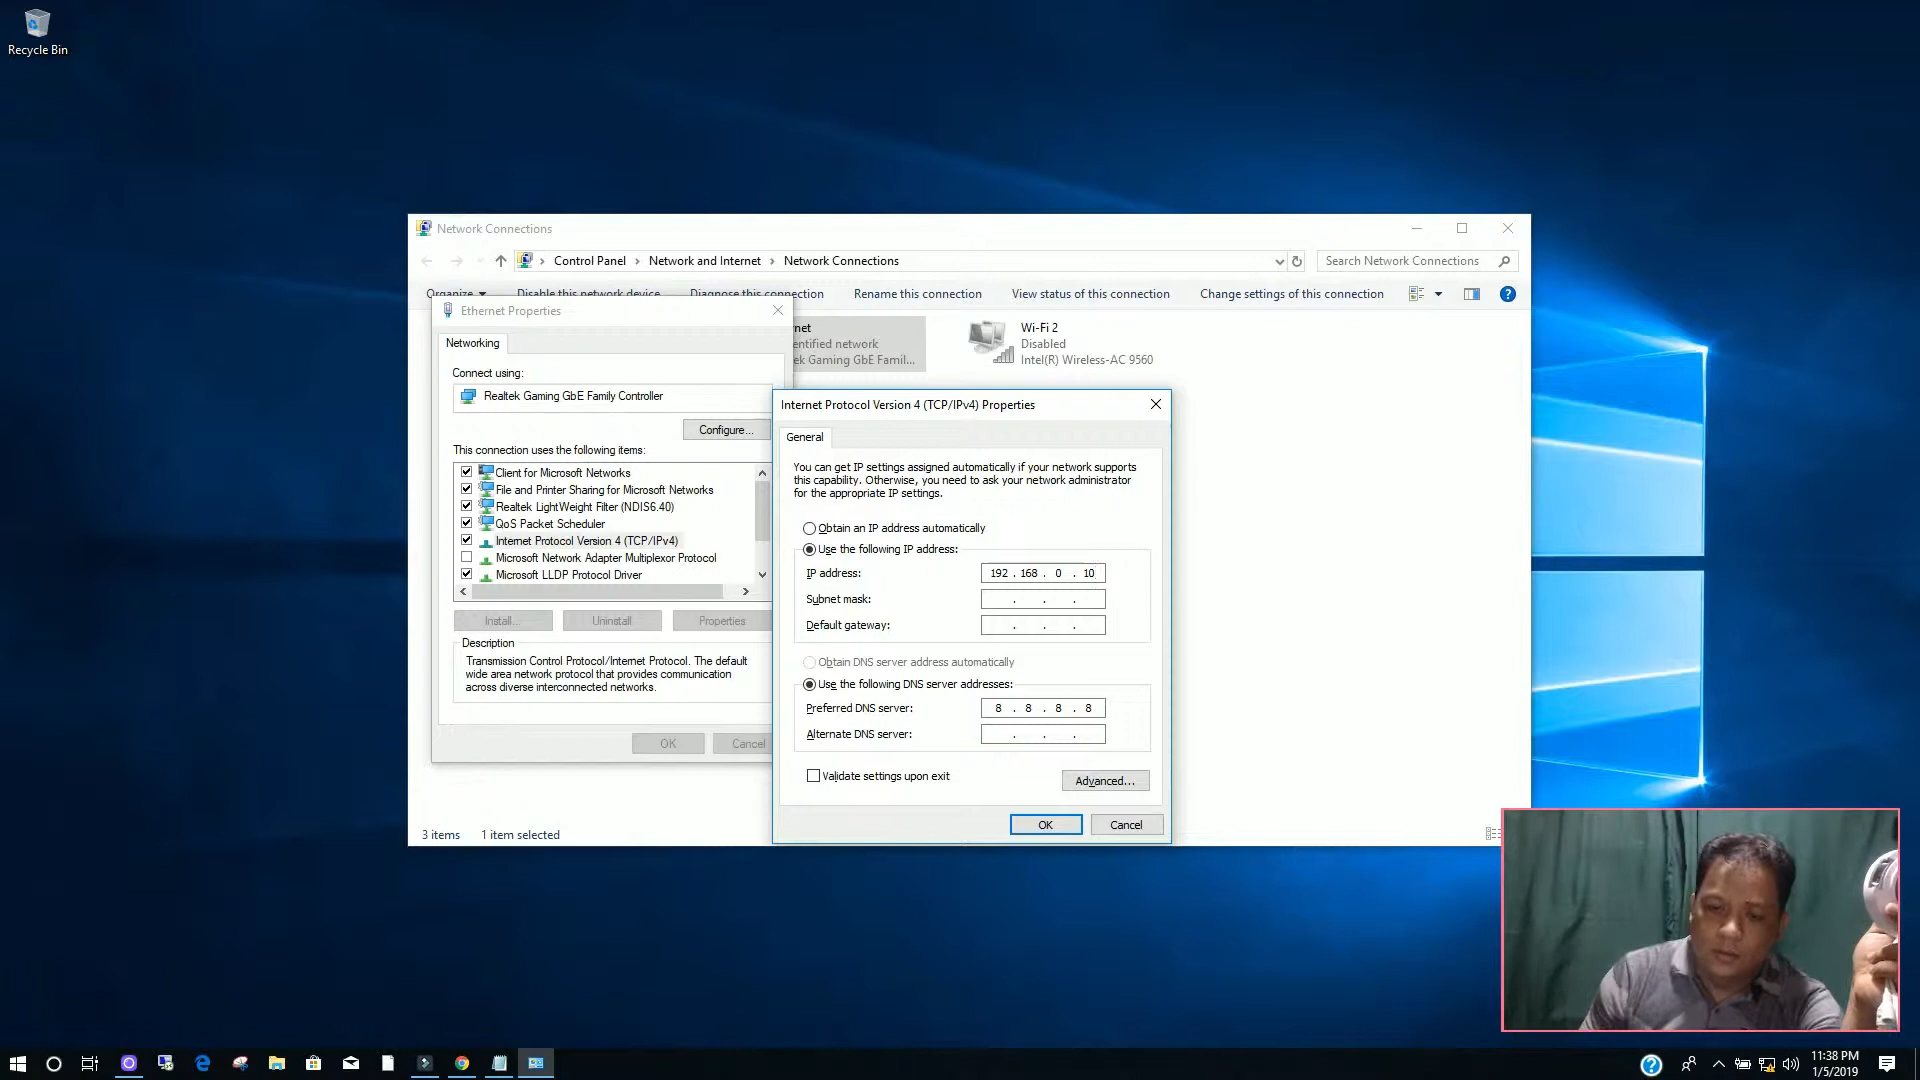 Recycle Bin
Network Connections
Control Panel > Network and Internet > Network Connections
Search Network Connections
Organize Disable this network device Diagnose this connection Rename this connection View status of this connection Change settings of this connection
Ethernet Properties
Networking
Connect using:
Realtek Gaming GbE Family Controller
Configure...
This connection uses the following items:
Client for Microsoft Networks
File and Printer Sharing for Microsoft Networks
Realtek LightWeight Filter (NDIS6.40)
QoS Packet Scheduler
Internet Protocol Version 4 (TCP/IPv4)
Microsoft Network Adapter Multiplexor Protocol
Microsoft LLDP Protocol Driver
Install... Uninstall Properties
Description
Transmission Control Protocol/Internet Protocol. The default
wide area network protocol that provides communication
across diverse interconnected networks.
OK Cancel
rnet
entified network
ek Gaming GbE Famil...
Wi-Fi 2
Disabled
Intel(R) Wireless-AC 9560
Internet Protocol Version 4 (TCP/IPv4) Properties
General
You can get IP settings assigned automatically if your network supports
this capability. Otherwise, you need to ask your network administrator
for the appropriate IP settings.
Obtain an IP address automatically
Use the following IP address:
IP address: 192 . 168 . 0 . 10
Subnet mask: . . .
Default gateway: . . .
Obtain DNS server address automatically
Use the following DNS server addresses:
Preferred DNS server: 8 . 8 . 8 . 8
Alternate DNS server: . . .
Validate settings upon exit
Advanced...
OK Cancel
3 items 1 item selected
11:38 PM
1/5/2019